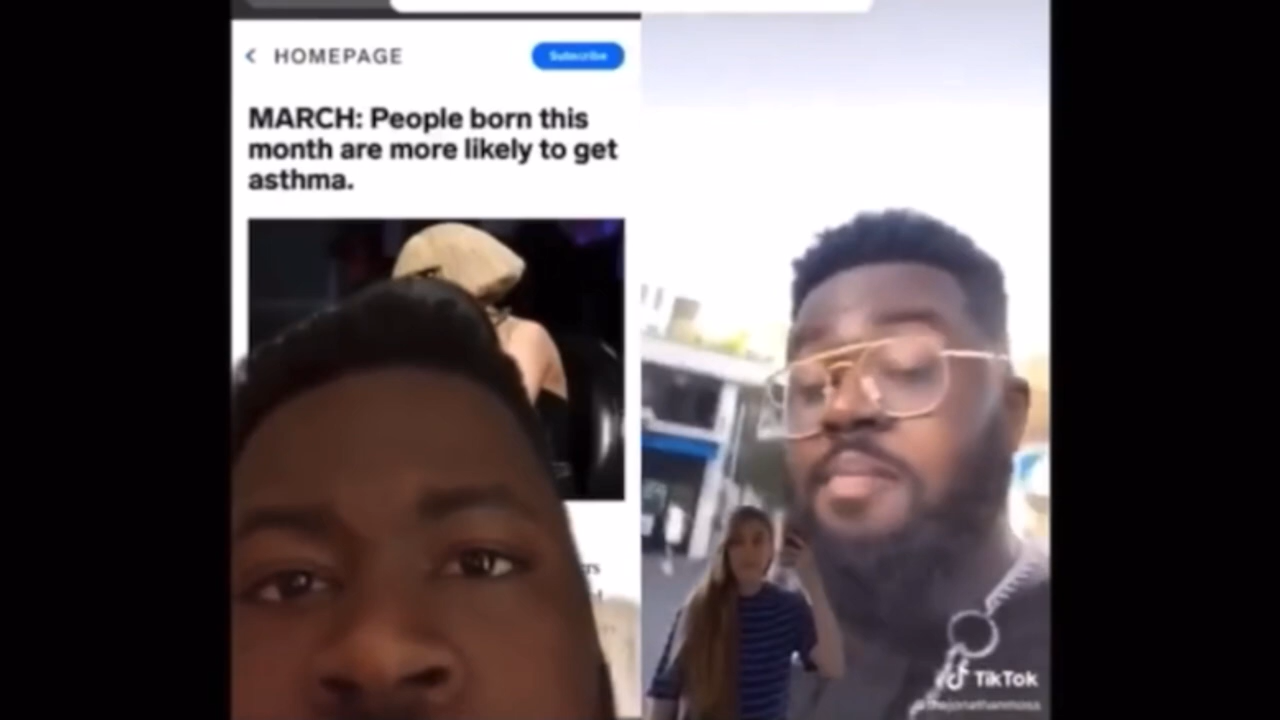 HOMEPAGE
Subscribe
MARCH: People born this
month are more likely to get
asthma.
TikTok